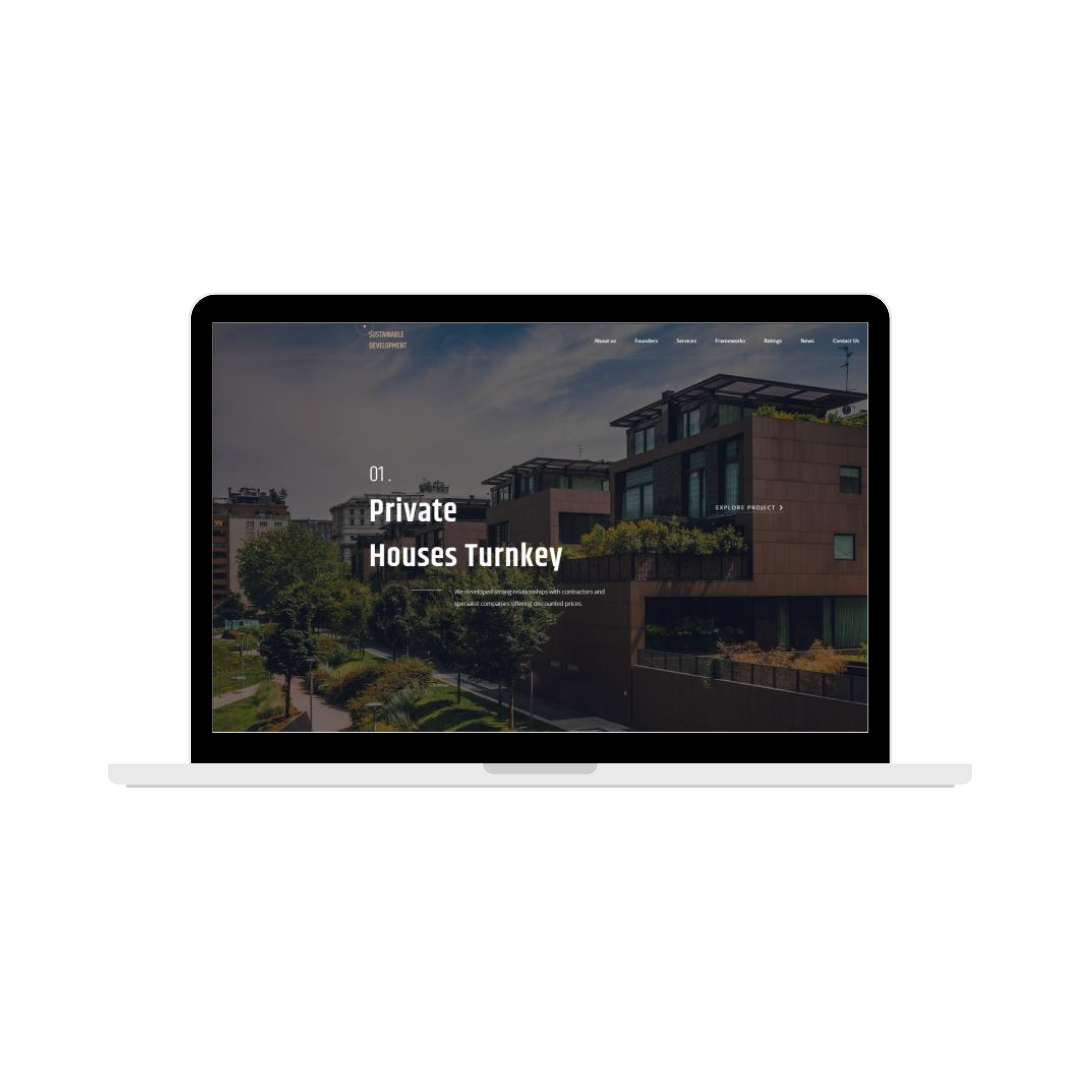 SUSTAINABLE
DEVELOPMENT
About us Founders Services Frameworks Ratings News Contact Us
01 .
Private
Houses Turnkey
EXPLORE PROJECT >
We developed strong relationships with contractors and
specialist companies offering discounted prices.